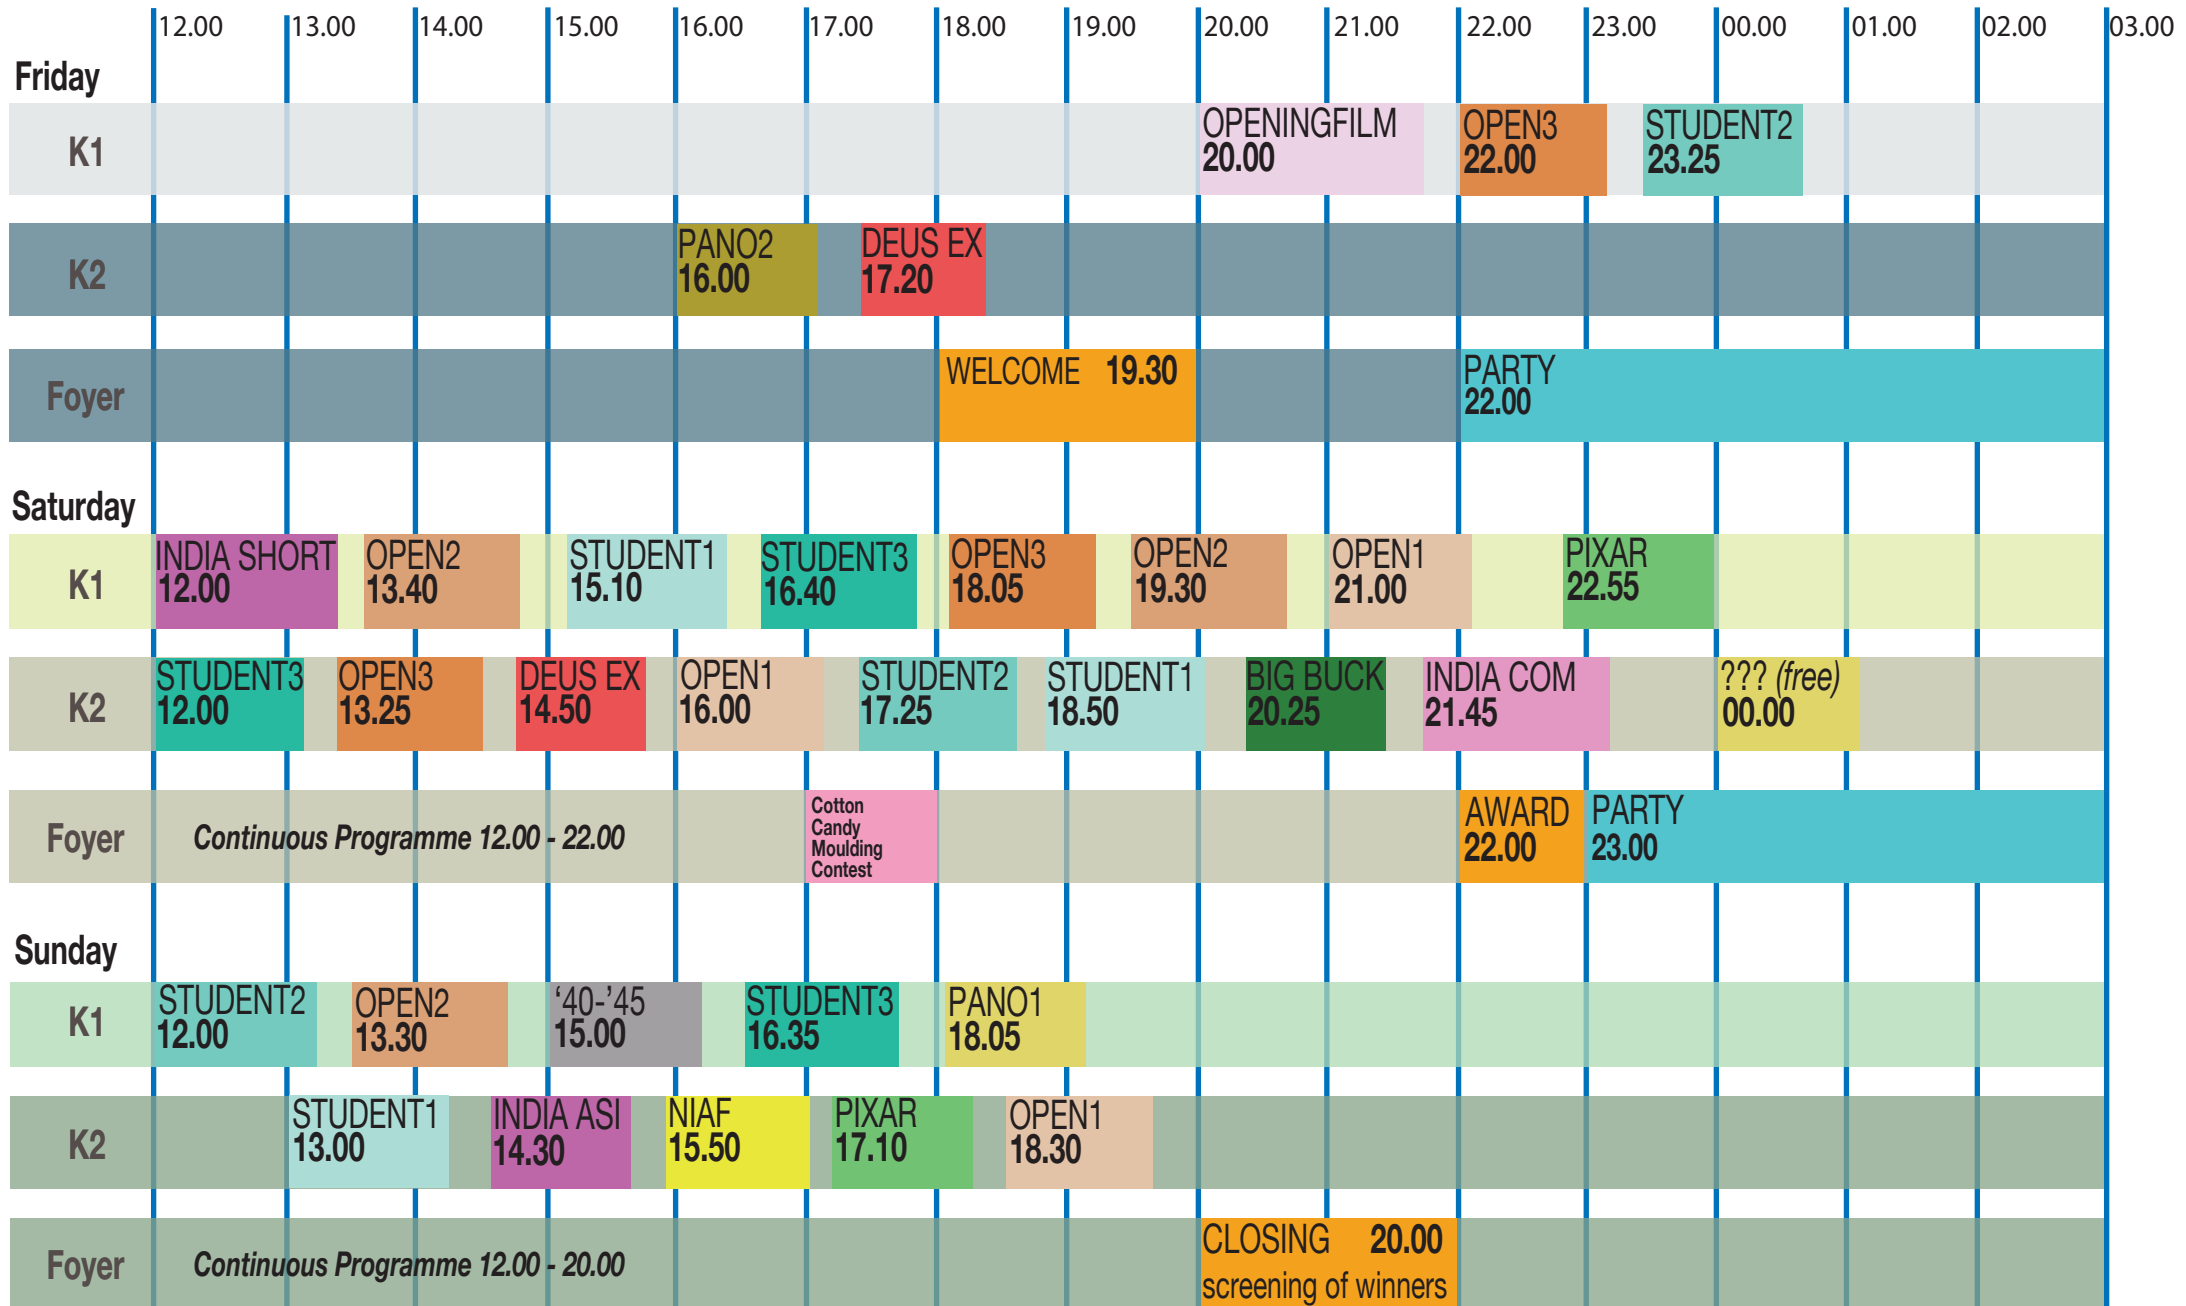 12.00 13.00 14.00 15.00 16.00 17.00 18.00 19.00 20.00 21.00 22.00 23.00 00.00 01.00 02.00 03.00
Friday
K1
OPENINGFILM
20.00
OPEN3
22.00
STUDENT2
23.25
K2
PANO2
16.00
DEUS EX
17.20
Foyer
WELCOME 19.30
PARTY
22.00
Saturday
K1
INDIA SHORT
12.00
OPEN2
13.40
STUDENT1
15.10
STUDENT3
16.40
OPEN3
18.05
OPEN2
19.30
OPEN1
21.00
PIXAR
22.55
K2
STUDENT3
12.00
OPEN3
13.25
DEUS EX
14.50
OPEN1
16.00
STUDENT2
17.25
STUDENT1
18.50
BIG BUCK
20.25
INDIA COM
21.45
??? (free)
00.00
Foyer
Continuous Programme 12.00 - 22.00
Cotton
Candy
Moulding
Contest
AWARD
22.00
PARTY
23.00
Sunday
K1
STUDENT2
12.00
OPEN2
13.30
‘40-’45
15.00
STUDENT3
16.35
PANO1
18.05
K2
STUDENT1
13.00
INDIA ASI
14.30
NIAF
15.50
PIXAR
17.10
OPEN1
18.30
Foyer
Continuous Programme 12.00 - 20.00
CLOSING 20.00
screening of winners